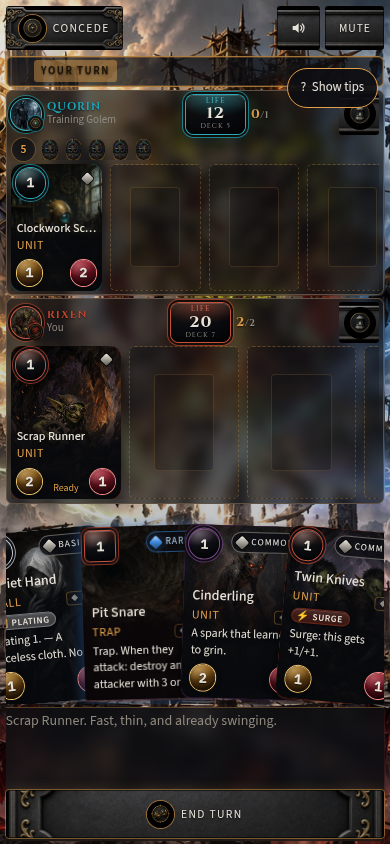 CONCEDE
MUTE
YOUR TURN
? Show tips
QUORIN
Training Golem
LIFE
12
DECK 5
0/1
5
1
Clockwork Sc…
UNIT
1
2
RIXEN
You
LIFE
20
DECK 7
2/2
1
Scrap Runner
UNIT
2
Ready
1
BASI
iet Hand
ALL
PLATING
ating 1. — A
celess cloth. No
1
1
RAR
Pit Snare
TRAP
Trap. When they
attack: destroy an
attacker with 3 or
1
COMMO
Cinderling
UNIT
A spark that learn
to grin.
2
1
COMM
Twin Knives
UNIT
SURGE
Surge: this gets
+1/+1.
1
1
Scrap Runner. Fast, thin, and already swinging.
END TURN